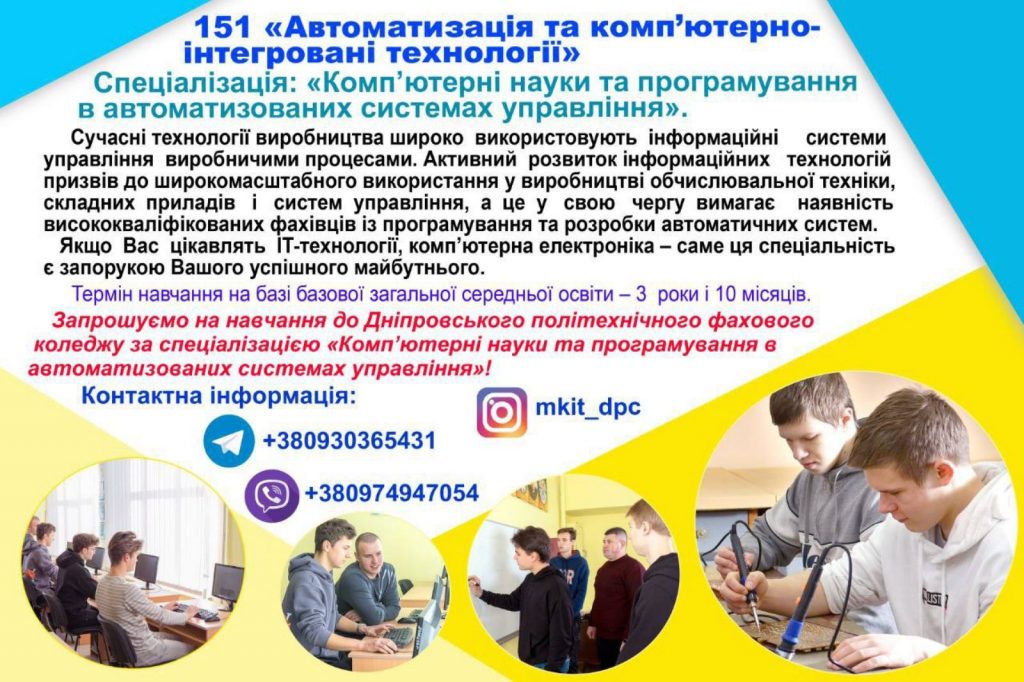 151 «Автоматизація та комп’ютерно-
інтегровані технології»
Спеціалізація: «Комп’ютерні науки та програмування
в автоматизованих системах управління».
Сучасні технології виробництва широко використовують інформаційні системи
управління виробничими процесами. Активний розвиток інформаційних технологій
призвів до широкомасштабного використання у виробництві обчислювальної техніки,
складних приладів і систем управління, а це у свою чергу вимагає наявність
висококваліфікованих фахівців із програмування та розробки автоматичних систем.
Якщо Вас цікавлять ІТ-технології, комп’ютерна електроніка – саме ця спеціальність
є запорукою Вашого успішного майбутнього.
Термін навчання на базі базової загальної середньої освіти – 3 роки і 10 місяців.
Запрошуємо на навчання до Дніпровського політехнічного фахового
коледжу за спеціалізацією «Комп’ютерні науки та програмування в
автоматизованих системах управління»!
Контактна інформація:
mkit_dpc
+380930365431
+380974947054